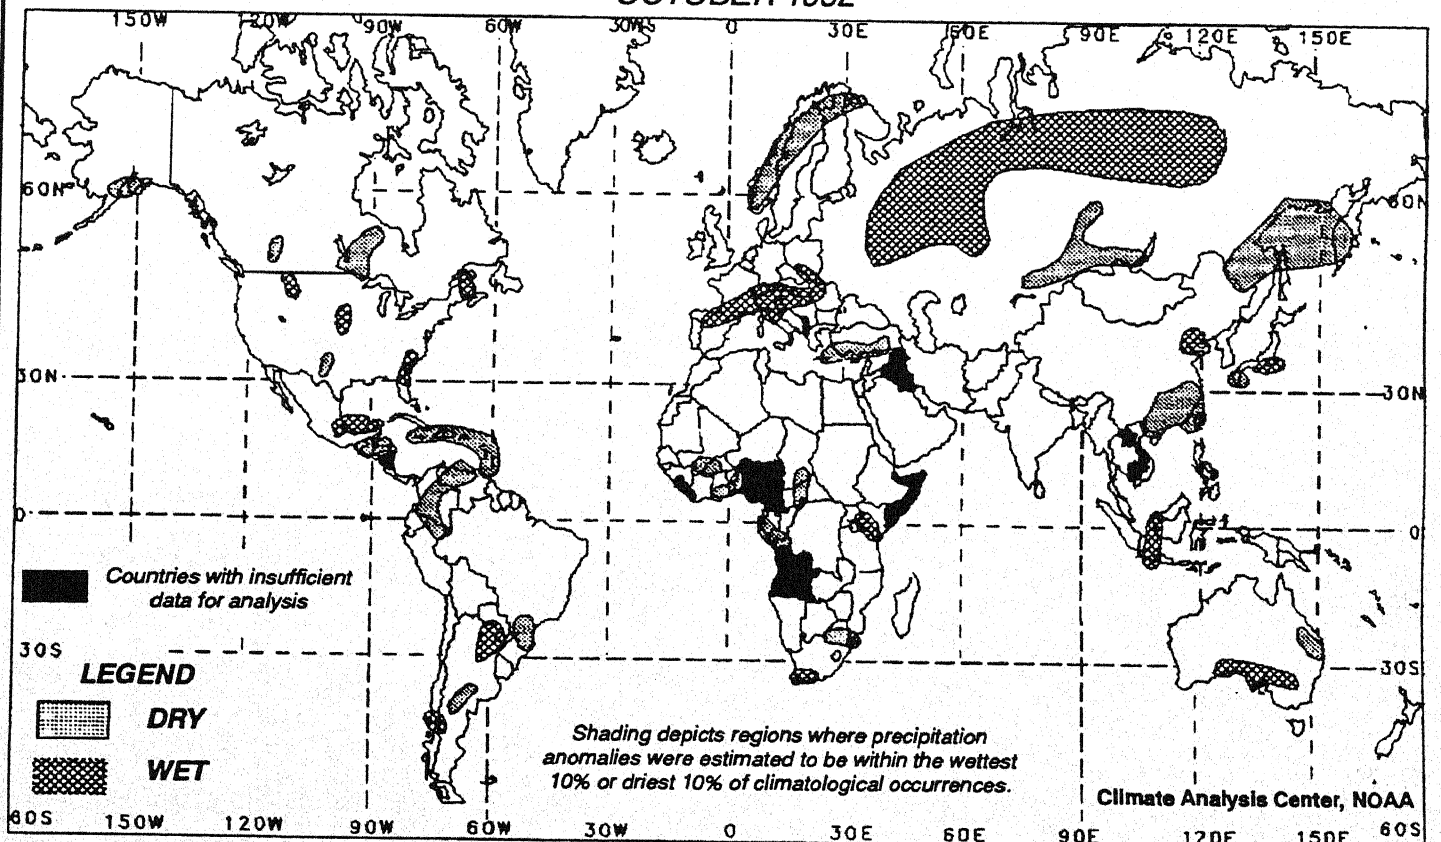 OCTOBER 1992
150W 120W 90W 60W 30W 0 30E 60E 90E 120E 150E
60N 60N
30N 30N
0 0
Countries with insufficient
data for analysis
30S 30S
LEGEND
DRY
WET
Shading depicts regions where precipitation
anomalies were estimated to be within the wettest
10% or driest 10% of climatological occurrences.
Climate Analysis Center, NOAA
60S 150W 120W 90W 60W 30W 0 30E 60E 90E 120E 150E 60S